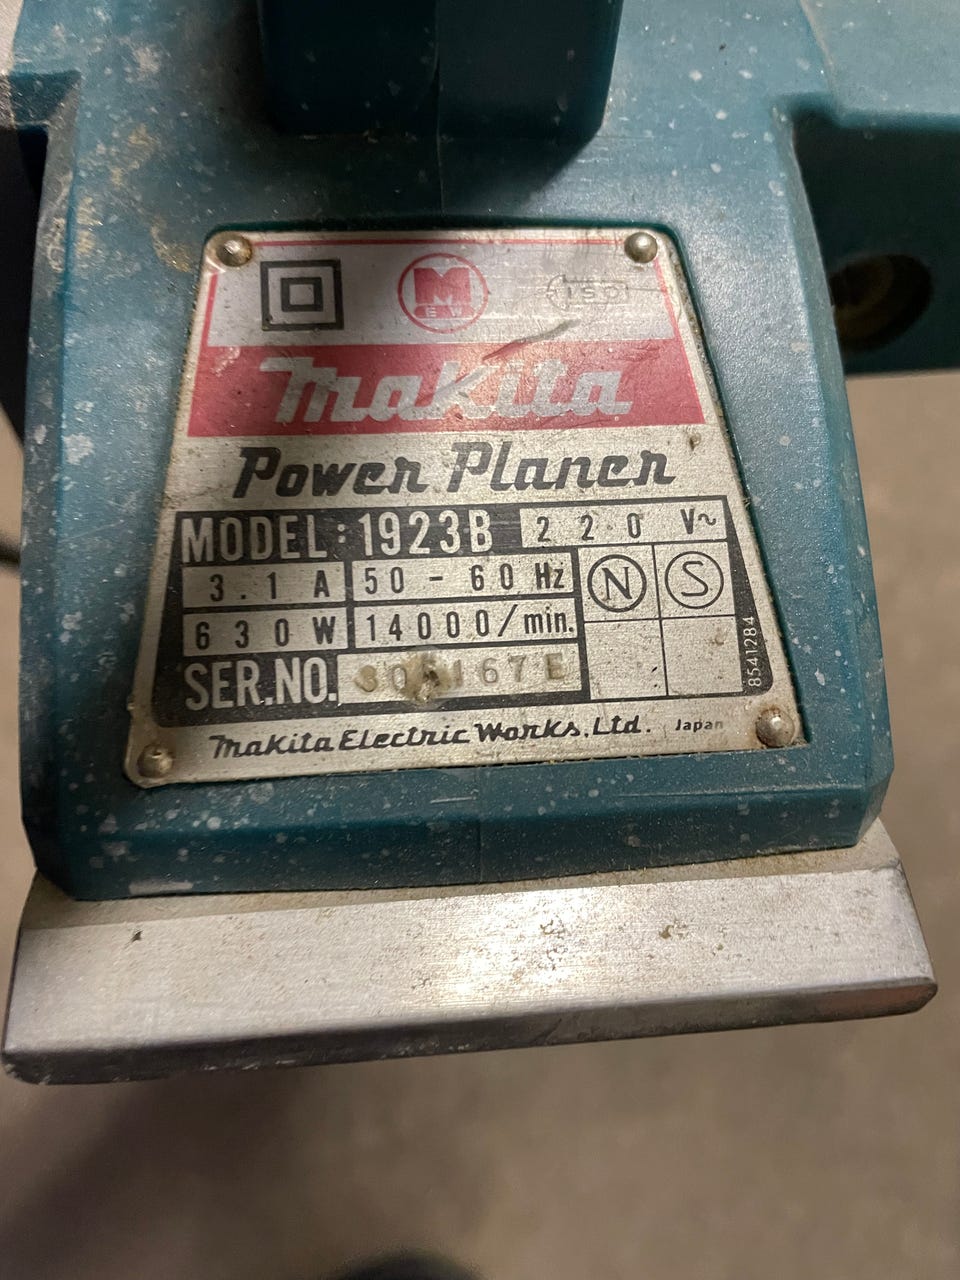 M
E W
ISO
Makita
Power Planer
MODEL: 1923B 220 V~
3.1 A 50 - 60 Hz N S
630 W 14000/min.
SER.NO.
8541284
Makita Electric Works, Ltd. Japan